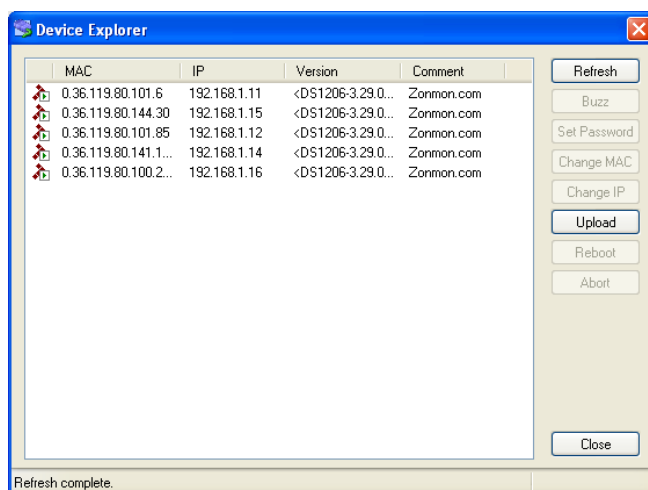 Device Explorer
MAC IP Version Comment
0.36.119.80.101.6 192.168.1.11 <DS1206-3.29.0... Zonmon.com
0.36.119.80.144.30 192.168.1.15 <DS1206-3.29.0... Zonmon.com
0.36.119.80.101.85 192.168.1.12 <DS1206-3.29.0... Zonmon.com
0.36.119.80.141.1... 192.168.1.14 <DS1206-3.29.0... Zonmon.com
0.36.119.80.100.2... 192.168.1.16 <DS1206-3.29.0... Zonmon.com
Refresh
Buzz
Set Password
Change MAC
Change IP
Upload
Reboot
Abort
Close
Refresh complete.